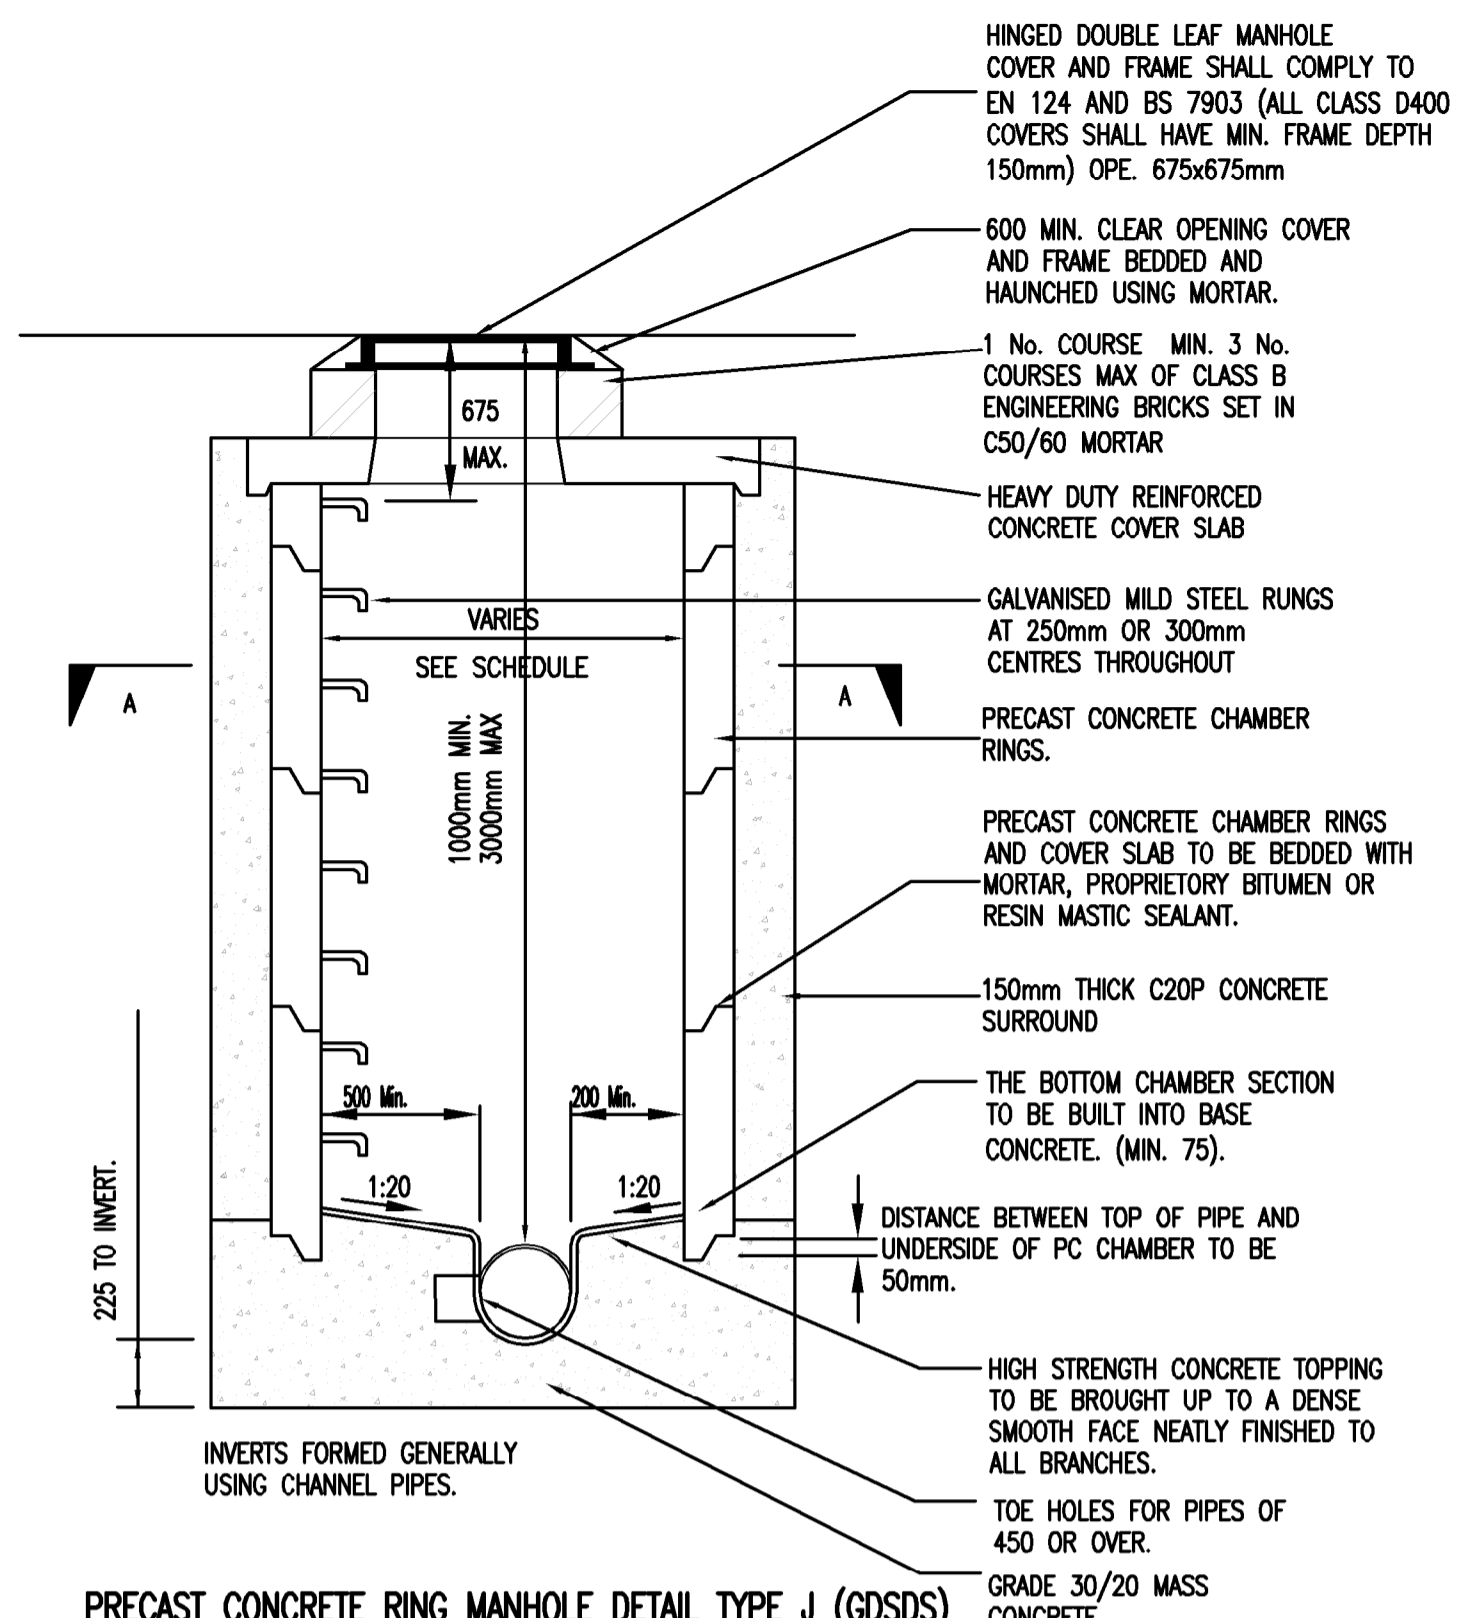 HINGED DOUBLE LEAF MANHOLE
COVER AND FRAME SHALL COMPLY TO
EN 124 AND BS 7903 (ALL CLASS D400
COVERS SHALL HAVE MIN. FRAME DEPTH
150mm) OPE. 675x675mm
600 MIN. CLEAR OPENING COVER
AND FRAME BEDDED AND
HAUNCHED USING MORTAR.
1 No. COURSE MIN. 3 No.
COURSES MAX OF CLASS B
ENGINEERING BRICKS SET IN
C50/60 MORTAR
675
MAX.
HEAVY DUTY REINFORCED
CONCRETE COVER SLAB
GALVANISED MILD STEEL RUNGS
AT 250mm OR 300mm
CENTRES THROUGHOUT
VARIES
SEE SCHEDULE
A
A
PRECAST CONCRETE CHAMBER
RINGS.
1000mm MIN.
3000mm MAX
PRECAST CONCRETE CHAMBER RINGS
AND COVER SLAB TO BE BEDDED WITH
MORTAR, PROPRIETORY BITUMEN OR
RESIN MASTIC SEALANT.
150mm THICK C20P CONCRETE
SURROUND
THE BOTTOM CHAMBER SECTION
TO BE BUILT INTO BASE
CONCRETE. (MIN. 75).
500 Min.
200 Min.
1:20
1:20
225 TO INVERT.
DISTANCE BETWEEN TOP OF PIPE AND
UNDERSIDE OF PC CHAMBER TO BE
50mm.
HIGH STRENGTH CONCRETE TOPPING
TO BE BROUGHT UP TO A DENSE
SMOOTH FACE NEATLY FINISHED TO
ALL BRANCHES.
INVERTS FORMED GENERALLY
USING CHANNEL PIPES.
TOE HOLES FOR PIPES OF
450 OR OVER.
GRADE 30/20 MASS
CONCRETE
PRECAST CONCRETE RING MANHOLE DETAIL TYPE J (GDSDS)